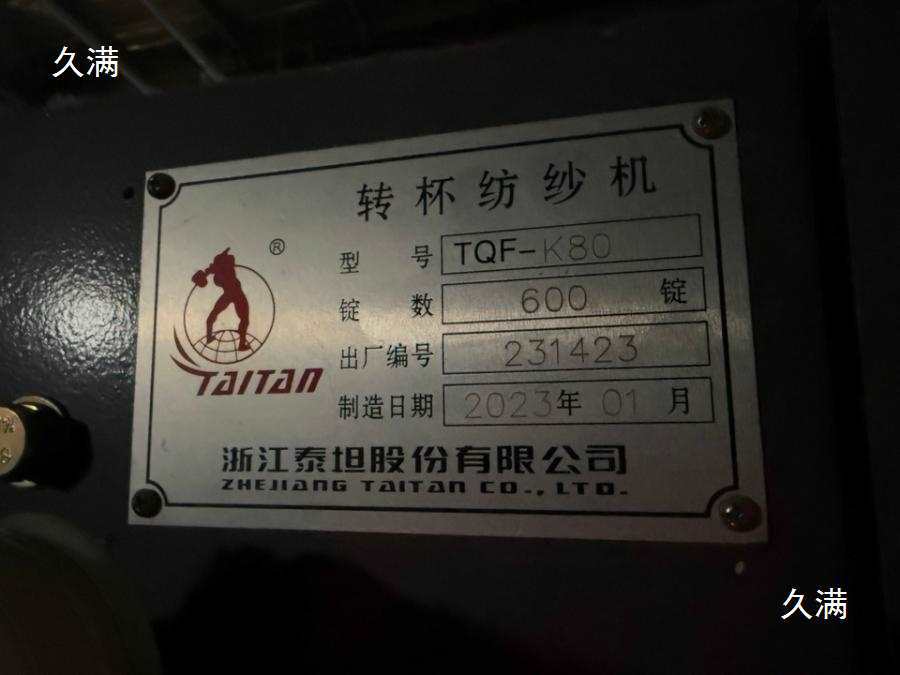 久满
转杯纺纱机
®
型 号 TQF-K80
锭 数 600 锭
出厂编号 231423
制造日期 2023年 01 月
TAITAN
浙江泰坦股份有限公司
ZHEJIANG TAITAN CO., LTD.
久满